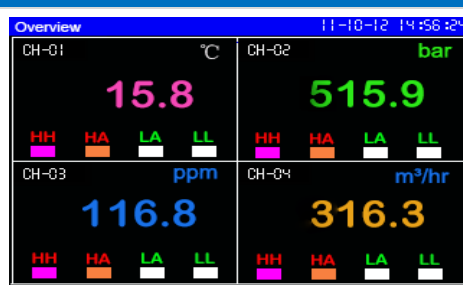 Overview 11-10-12 14:56:24
CH-01 ℃ CH-02 bar
15.8 515.9
HH HA LA LL HH HA LA LL
CH-03 ppm CH-04 m³/hr
116.8 316.3
HH HA LA LL HH HA LA LL